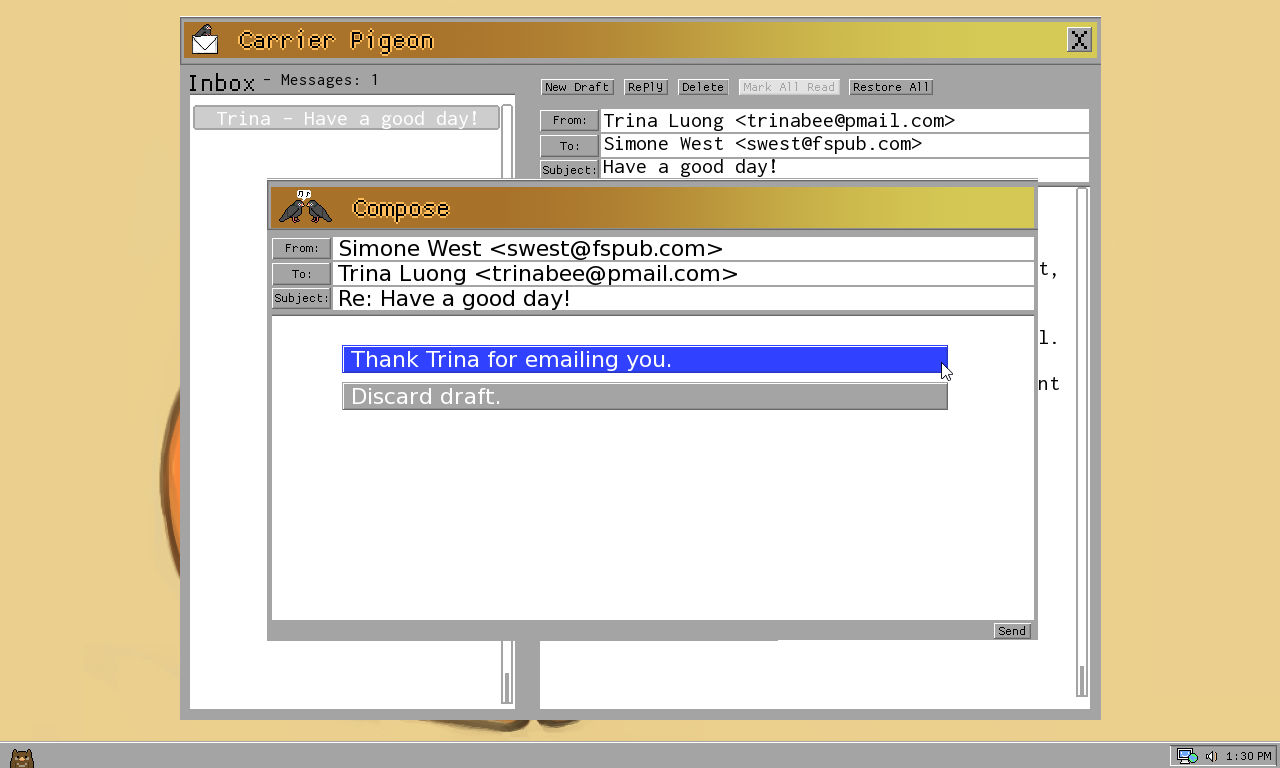 Carrier Pigeon
X
Inbox - Messages: 1
New Draft RePly Delete Mark All Read Restore All
Trina - Have a good day!
From: Trina Luong <trinabee@pmail.com>
To: Simone West <swest@fspub.com>
Subject: Have a good day!
Compose
From: Simone West <swest@fspub.com>
To: Trina Luong <trinabee@pmail.com>
Subject: Re: Have a good day!
Thank Trina for emailing you.
Discard draft.
Send
1:30 PM